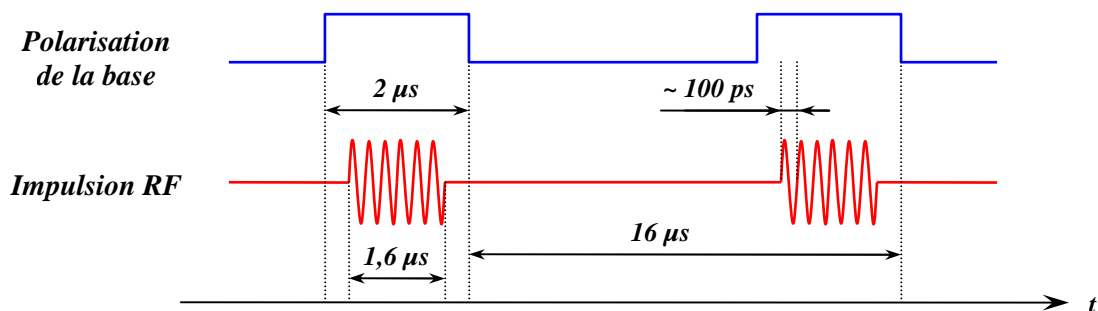 Polarisation
de la base
2 µs
~ 100 ps
Impulsion RF
16 µs
1,6 µs
t